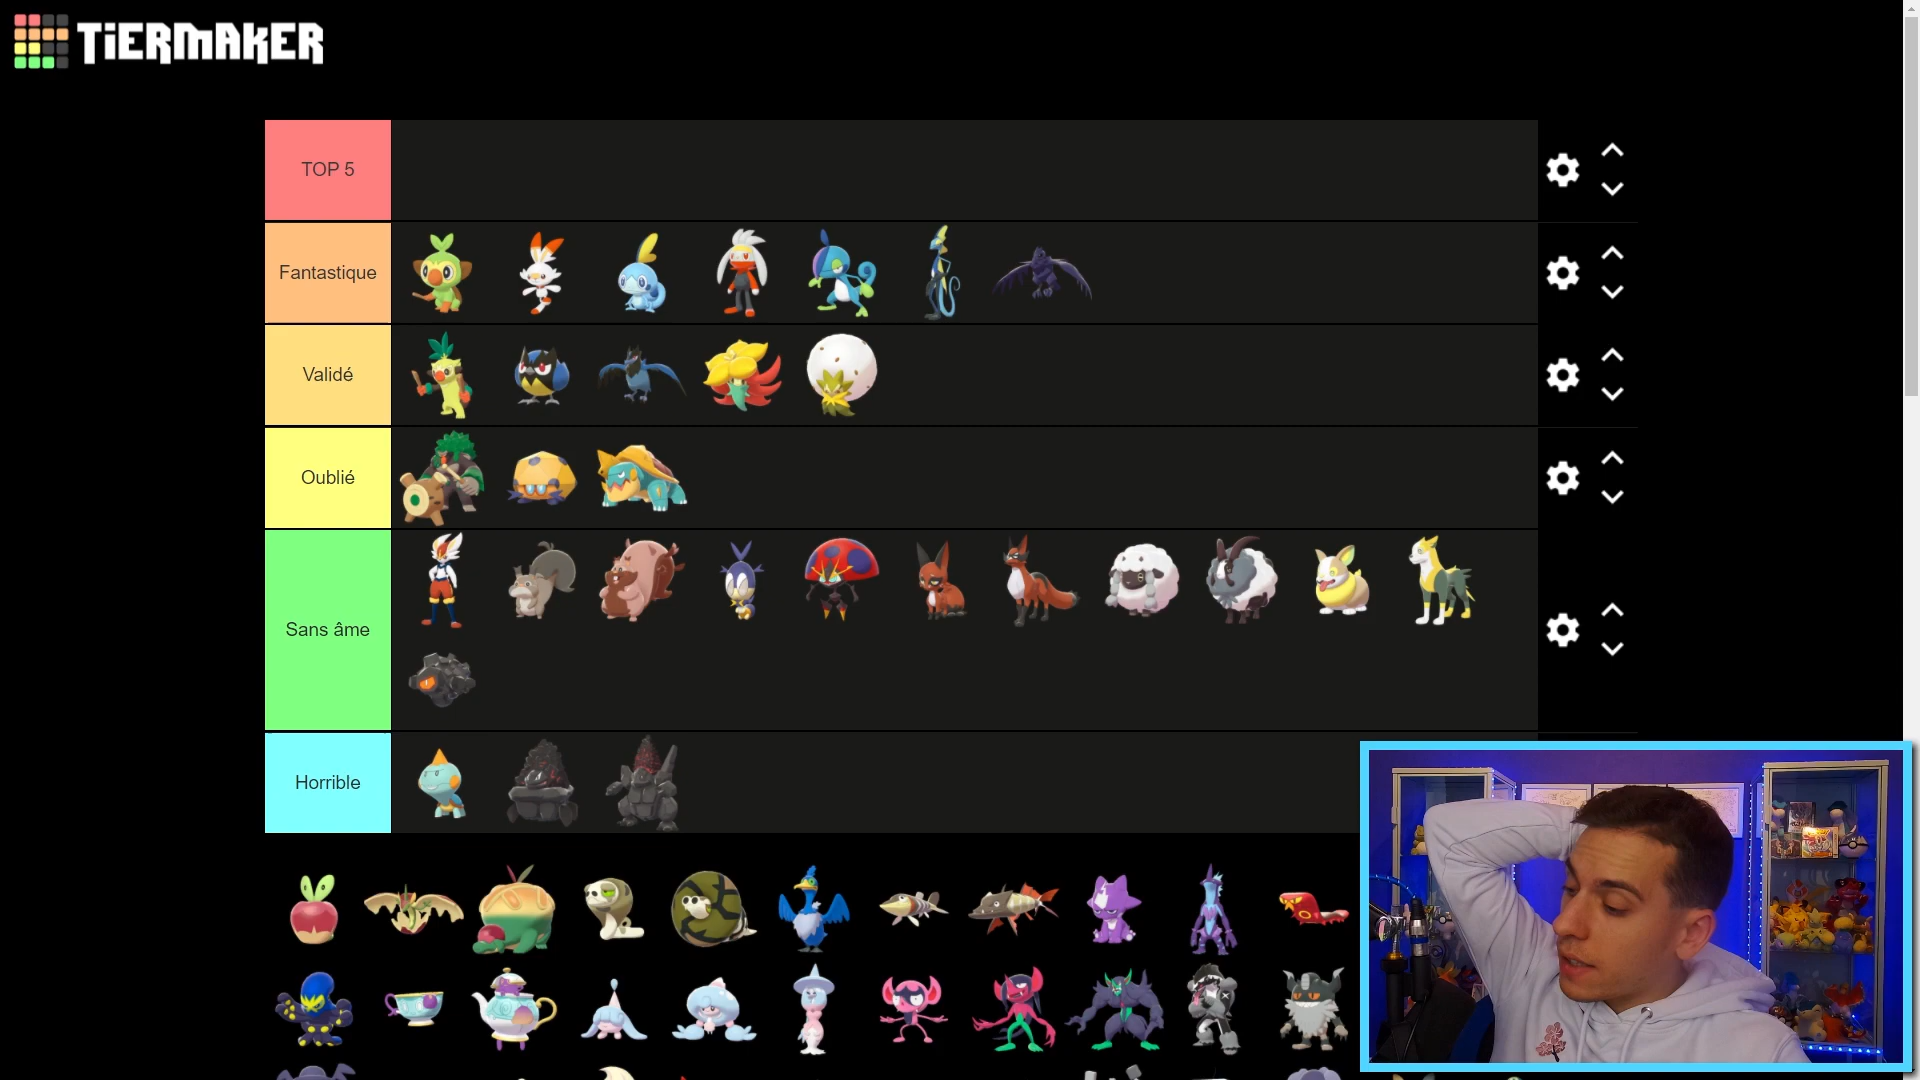 TiERMAKER
TOP 5
Fantastique
Validé
Oublié
Sans âme
Horrible